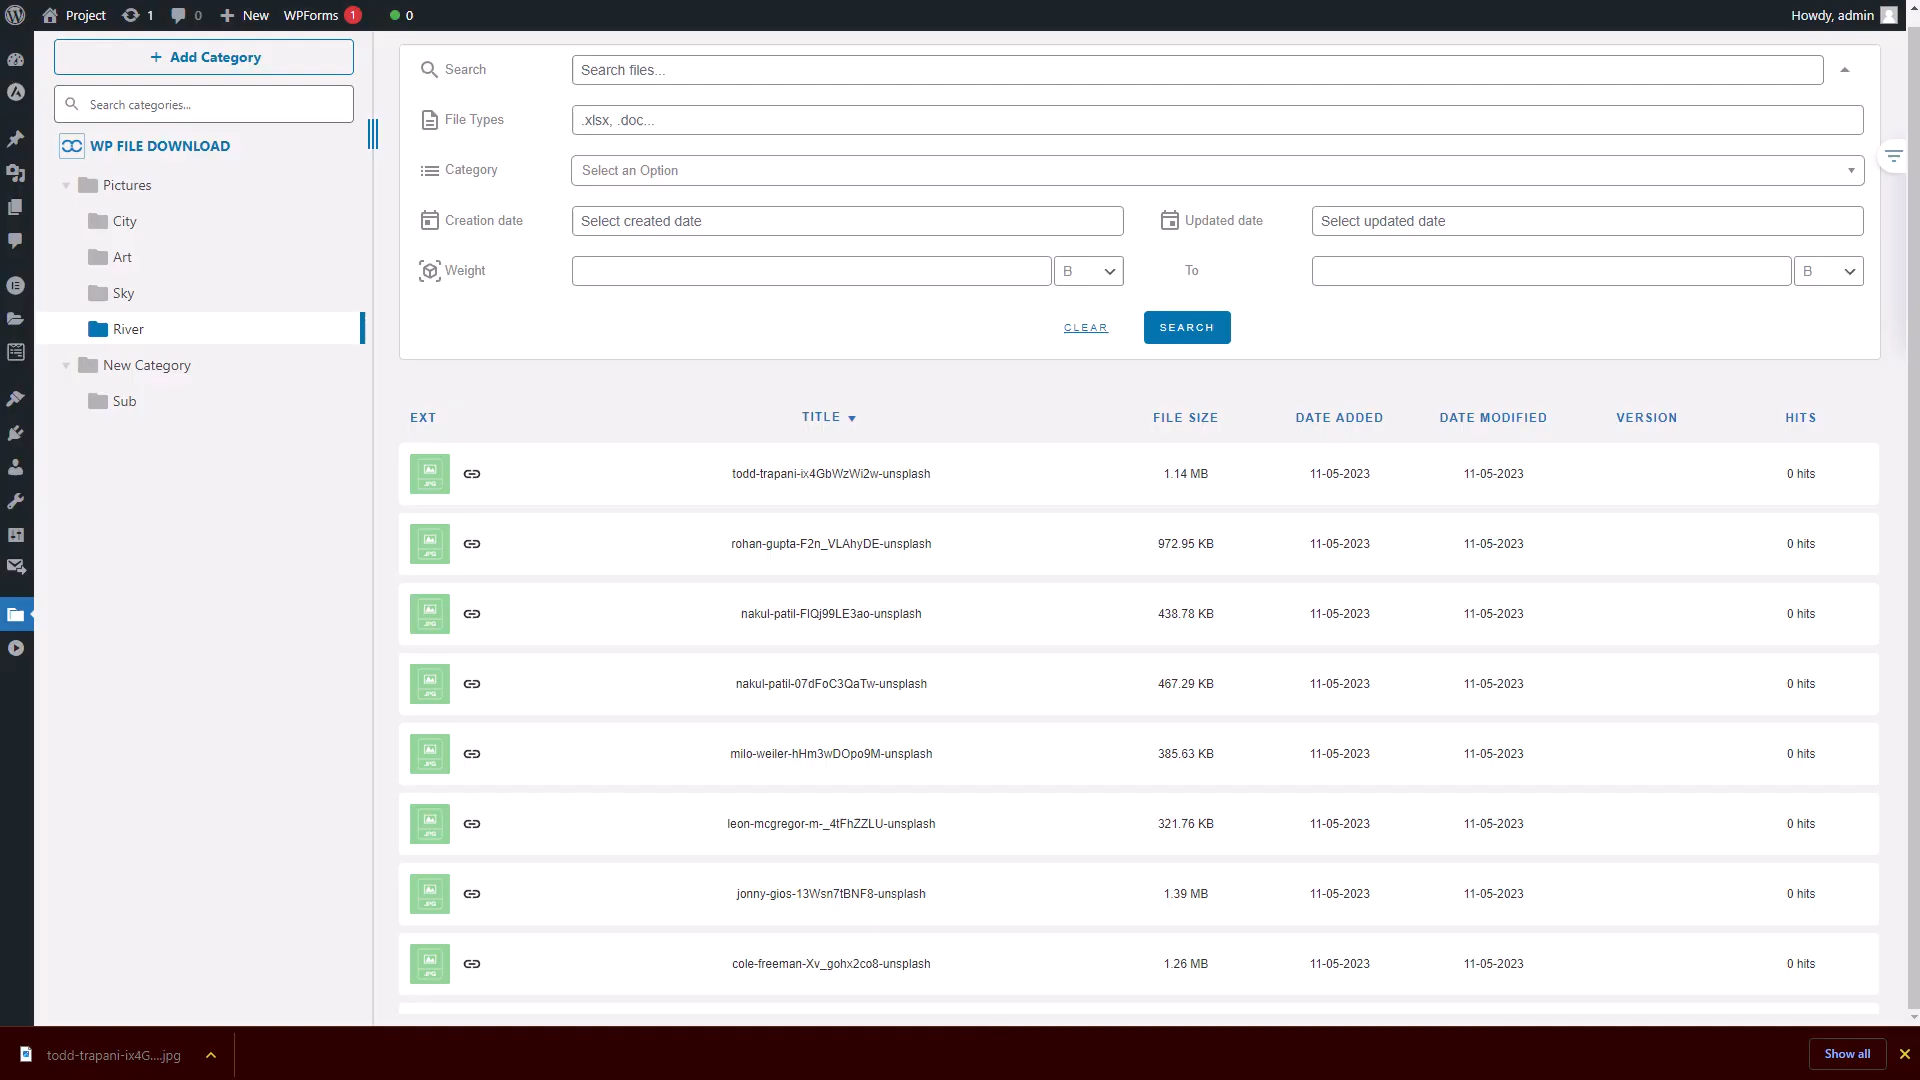 Project 1 0 New WPForms 1 0 Howdy, admin
Add Category
Search categories...
WP FILE DOWNLOAD
Pictures
City
Art
Sky
River
New Category
Sub
Search Search files...
File Types .xlsx, .doc...
Category Select an Option
Creation date Select created date Updated date Select updated date
Weight B To B
CLEAR SEARCH
EXT TITLE FILE SIZE DATE ADDED DATE MODIFIED VERSION HITS
JPG todd-trapani-ix4GbWzWi2w-unsplash 1.14 MB 11-05-2023 11-05-2023 0 hits
JPG rohan-gupta-F2n_VLAhyDE-unsplash 972.95 KB 11-05-2023 11-05-2023 0 hits
JPG nakul-patil-FlQj99LE3ao-unsplash 438.78 KB 11-05-2023 11-05-2023 0 hits
JPG nakul-patil-07dFoC3QaTw-unsplash 467.29 KB 11-05-2023 11-05-2023 0 hits
JPG milo-weiler-hHm3wDOpo9M-unsplash 385.63 KB 11-05-2023 11-05-2023 0 hits
JPG leon-mcgregor-m-_4tFhZZLU-unsplash 321.76 KB 11-05-2023 11-05-2023 0 hits
JPG jonny-gios-13Wsn7tBNF8-unsplash 1.39 MB 11-05-2023 11-05-2023 0 hits
JPG cole-freeman-Xv_gohx2co8-unsplash 1.26 MB 11-05-2023 11-05-2023 0 hits
todd-trapani-ix4G....jpg Show all